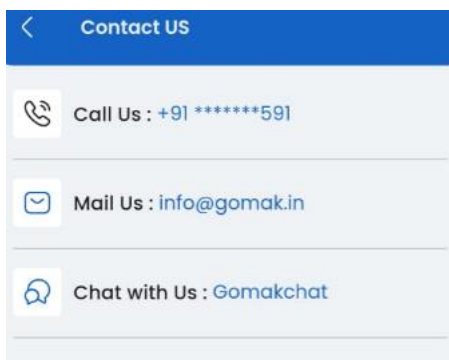 Contact US
Call Us : +91 *******591
Mail Us : info@gomak.in
Chat with Us : Gomakchat